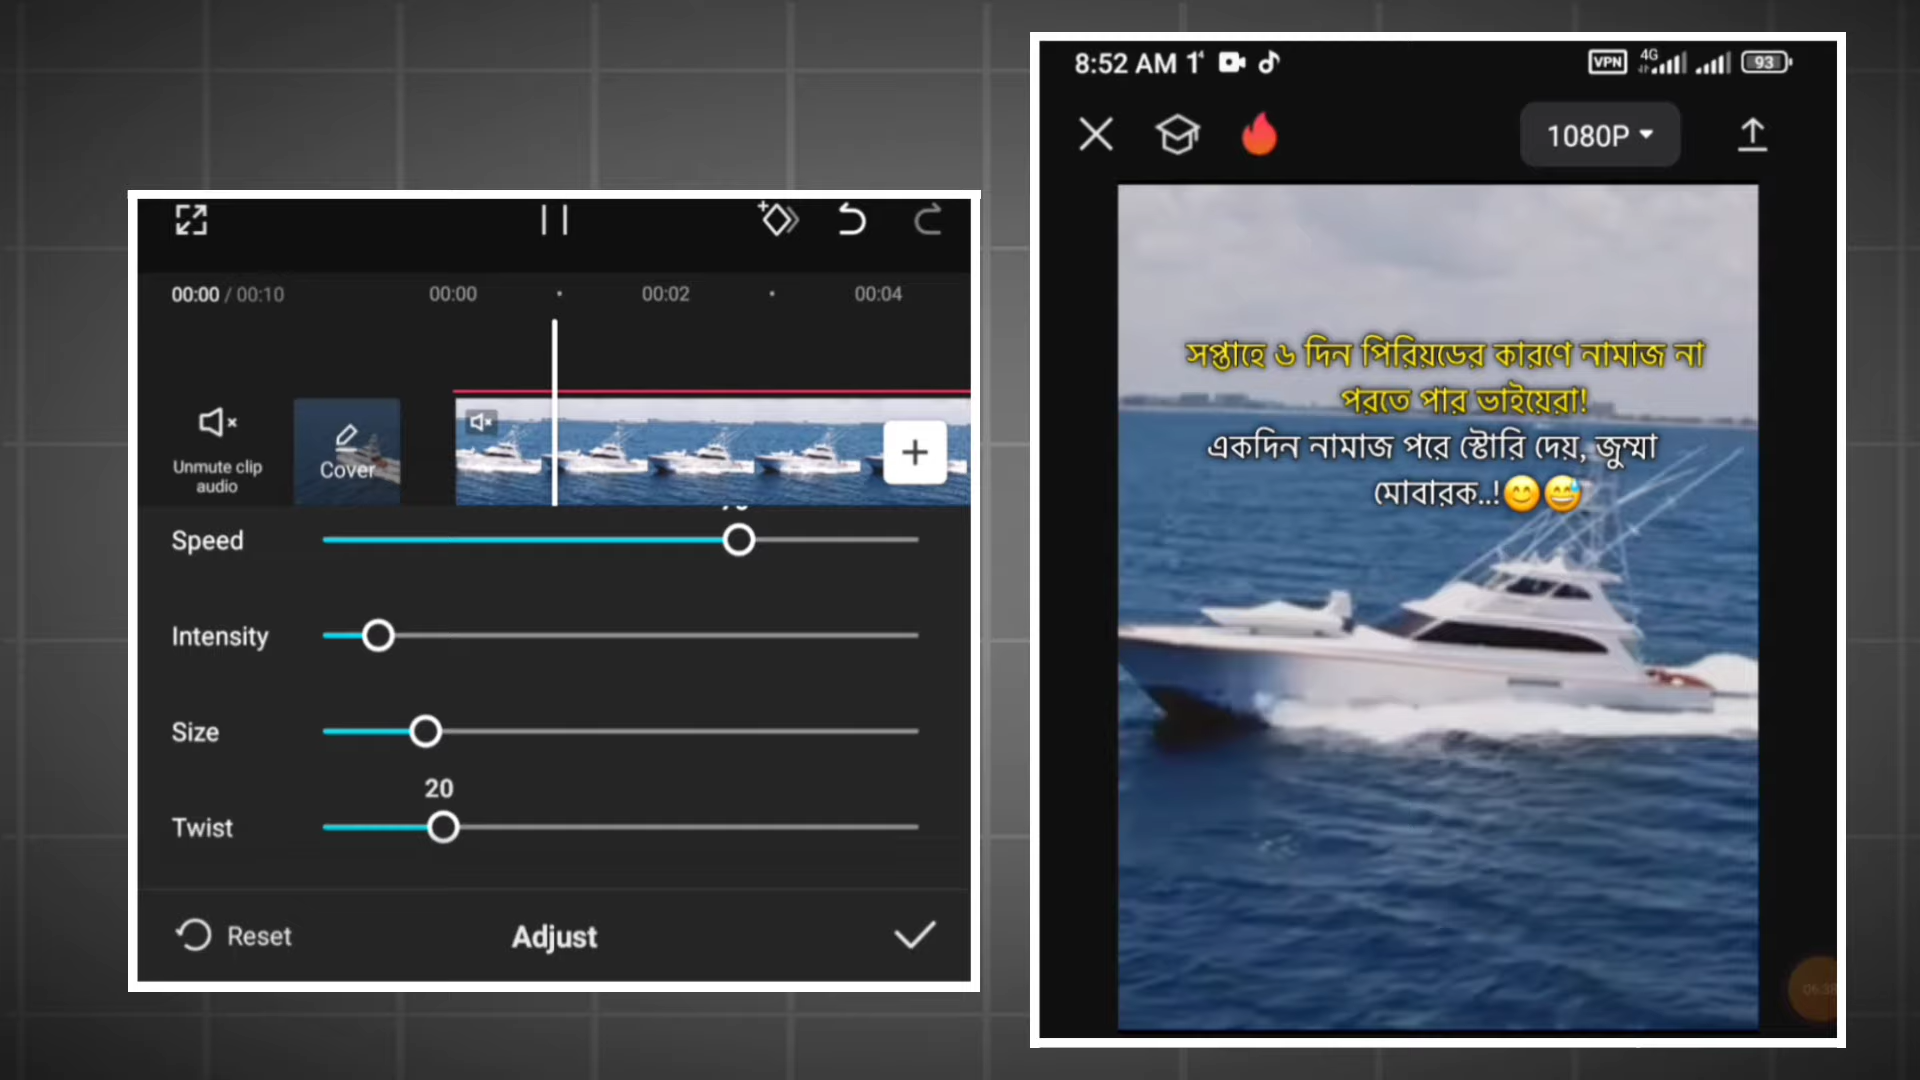 00:00 / 00:10
00:00
00:02
00:04
Unmute clip
audio
Cover
Speed
Intensity
Size
20
Twist
Reset
Adjust
8:52 AM
VPN
4G
93
1080P
সপ্তাহে ৬ দিন পিরিয়ডের কারণে নামাজ না
পরতে পার ভাইয়েরা!
একদিন নামাজ পরে স্টোরি দেয়, জুম্মা
মোবারক..!😊😅